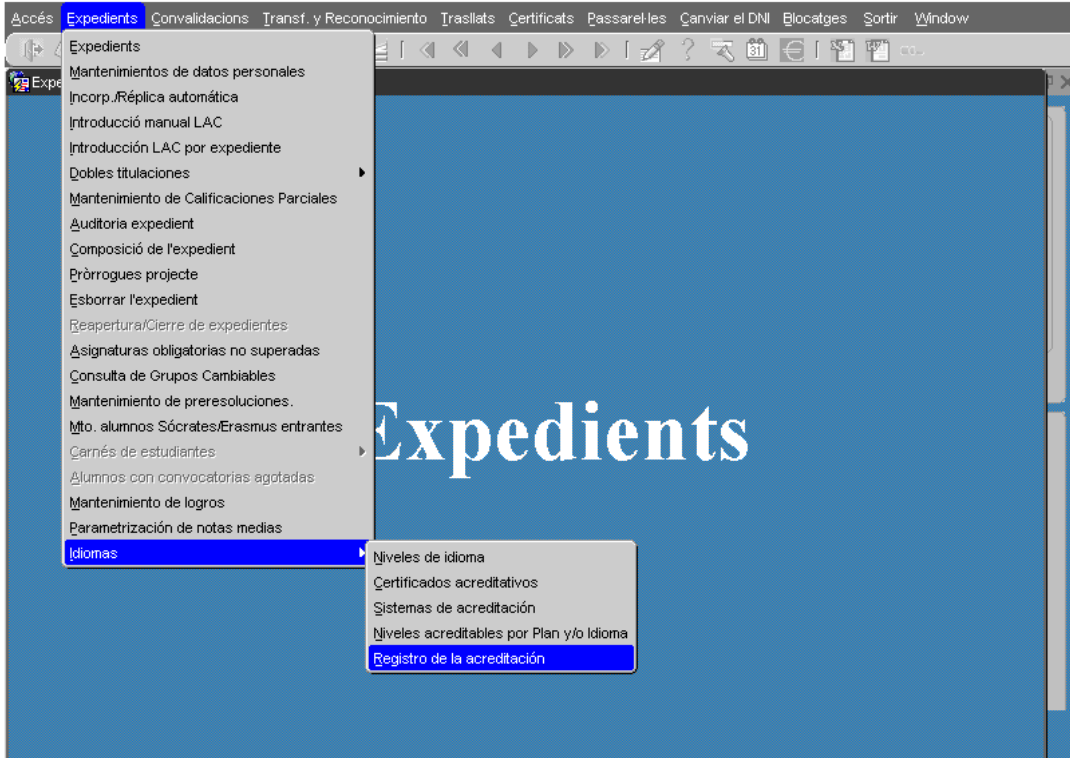 Accés Expedients Convalidacions Transf. y Reconocimiento Trasllats Certificats Passarel·les Canviar el DNI Blocatges Sortir Window
Expe
Expedients
Mantenimientos de datos personales
Incorp./Réplica automática
Introducció manual LAC
Introducción LAC por expediente
Dobles titulaciones
Mantenimiento de Calificaciones Parciales
Auditoria expedient
Composició de l'expedient
Pròrrogues projecte
Esborrar l'expedient
Reapertura/Cierre de expedientes
Asignaturas obligatorias no superadas
Consulta de Grupos Cambiables
Mantenimiento de preresoluciones.
Mto. alumnos Sócrates/Erasmus entrantes
Carnés de estudiantes
Alumnos con convocatorias agotadas
Mantenimiento de logros
Parametrización de notas medias
Idiomas
Niveles de idioma
Certificados acreditativos
Sistemas de acreditación
Niveles acreditables por Plan y/o Idioma
Registro de la acreditación
Expedients